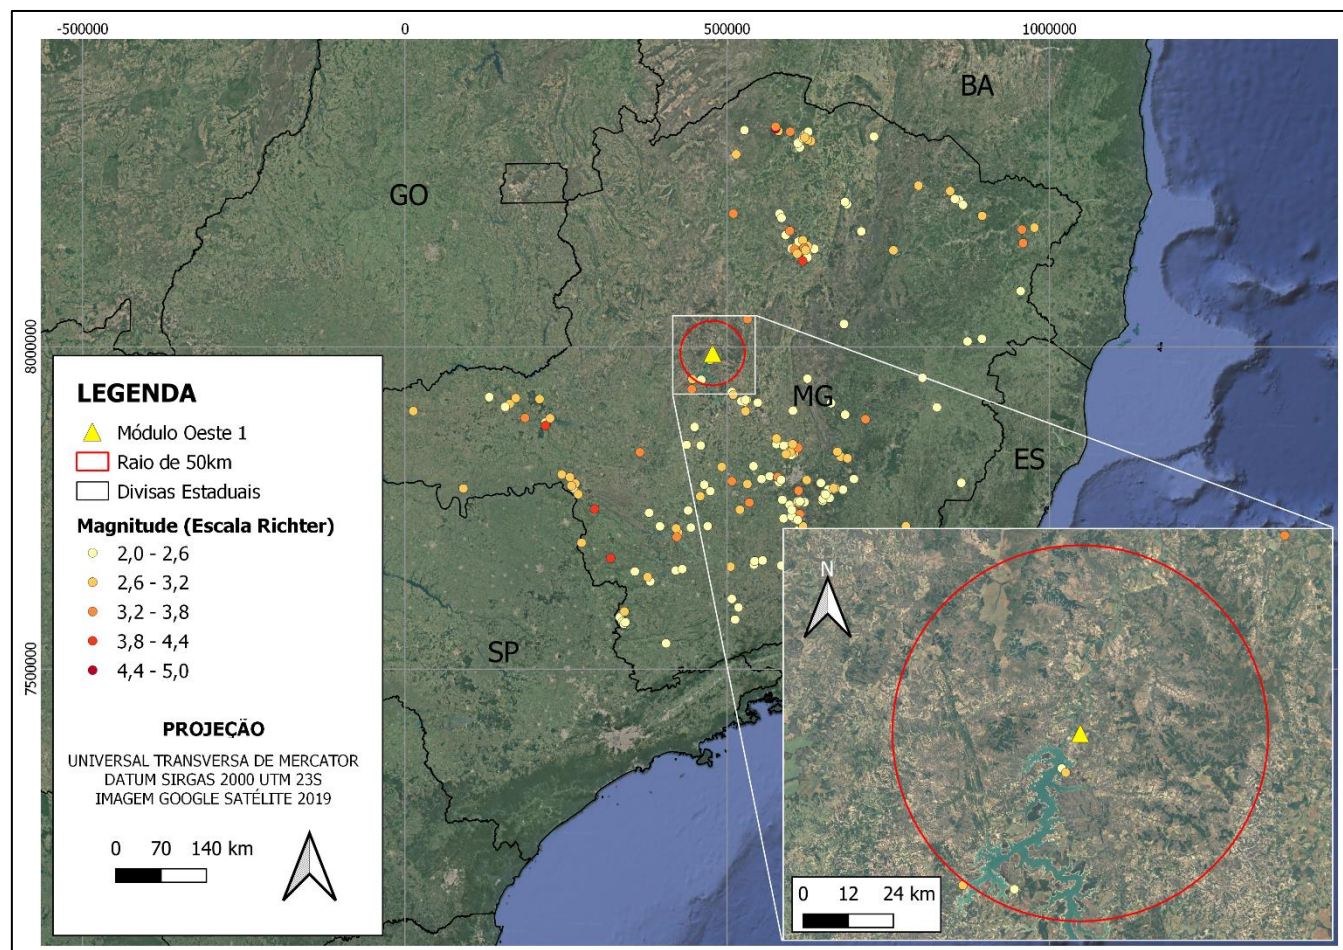 -500000
0
500000
1000000
BA
GO
8000000
MG
ES
SP
7500000
LEGENDA
Módulo Oeste 1
Raio de 50km
Divisas Estaduais
Magnitude (Escala Richter)
2,0 - 2,6
2,6 - 3,2
3,2 - 3,8
3,8 - 4,4
4,4 - 5,0
PROJEÇÃO
UNIVERSAL TRANSVERSA DE MERCATOR
DATUM SIRGAS 2000 UTM 23S
IMAGEM GOOGLE SATÉLITE 2019
0 70 140 km
N
0 12 24 km